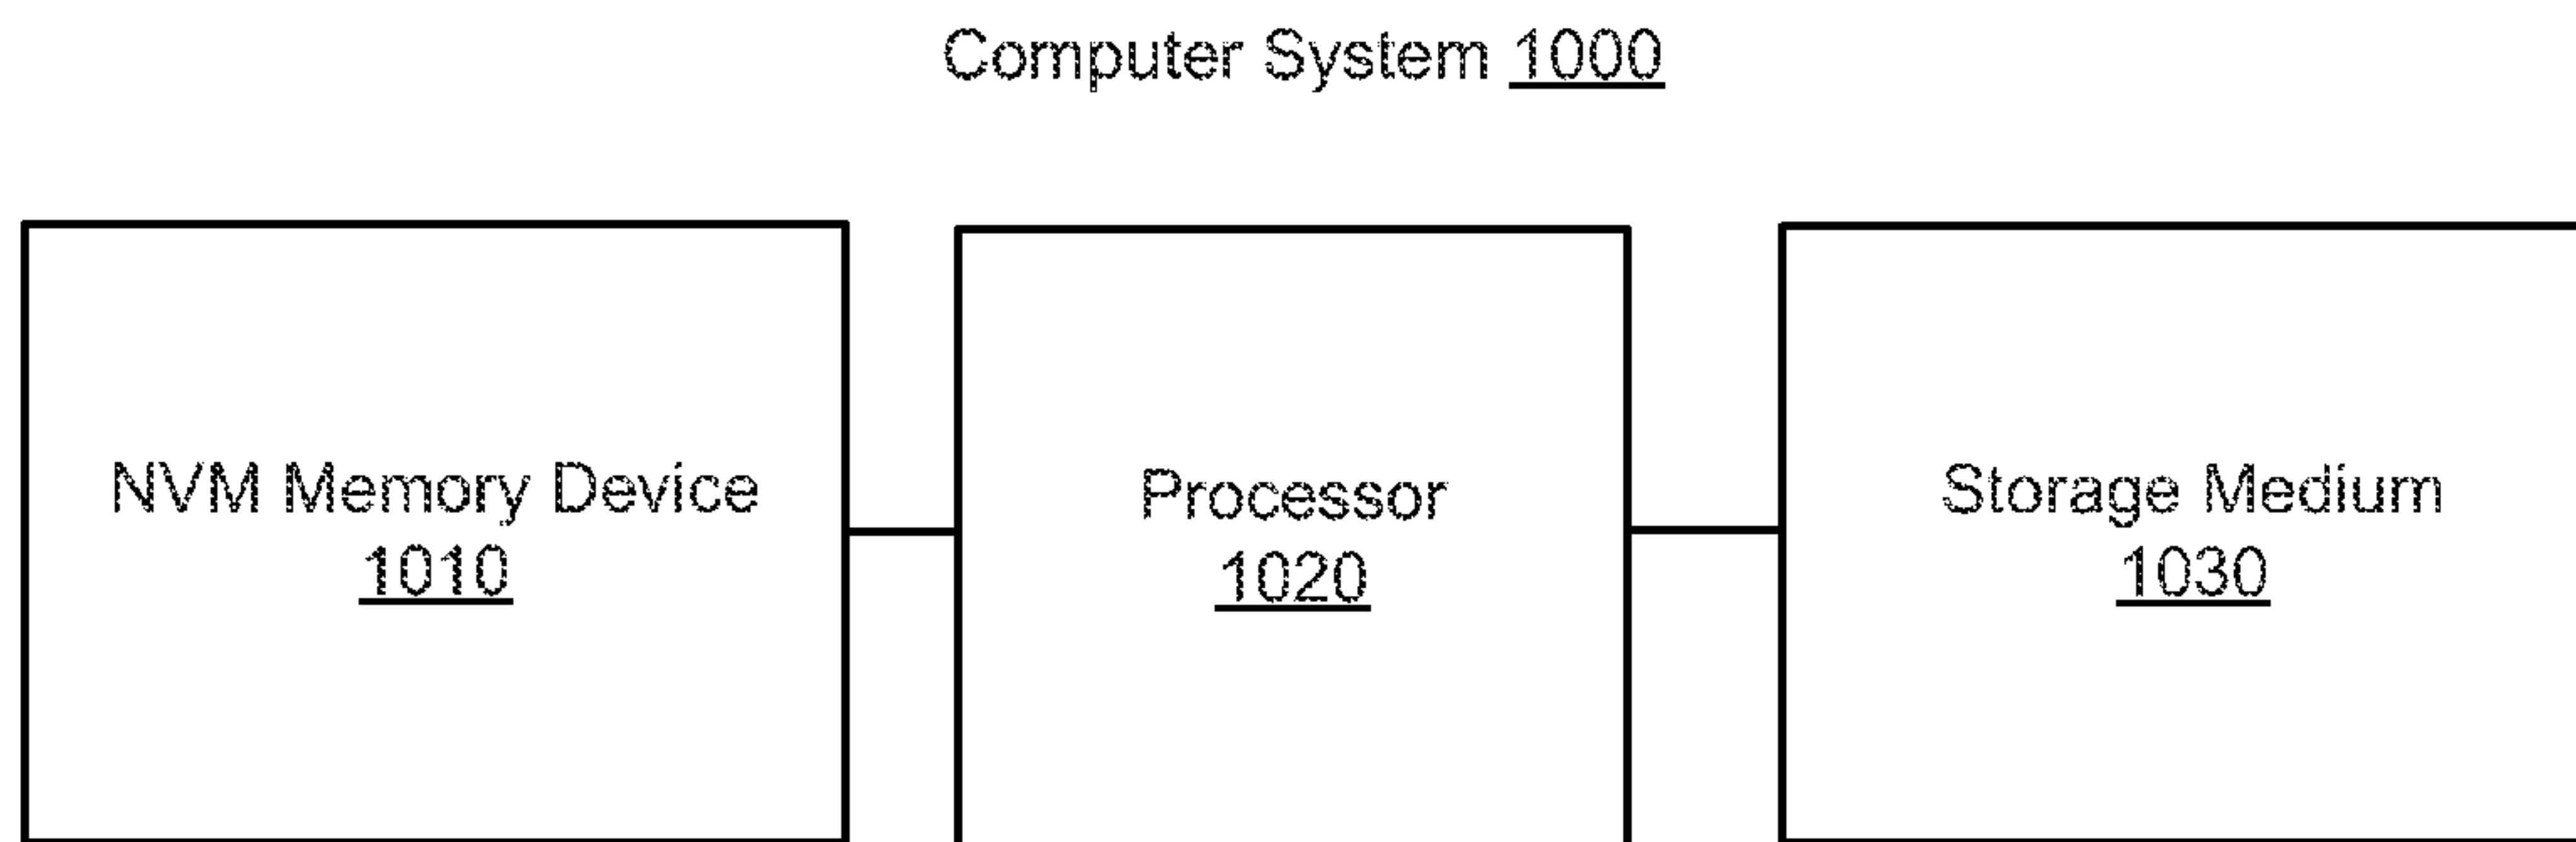 Computer System 1000
NVM Memory Device
1010
Processor
1020
Storage Medium
1030